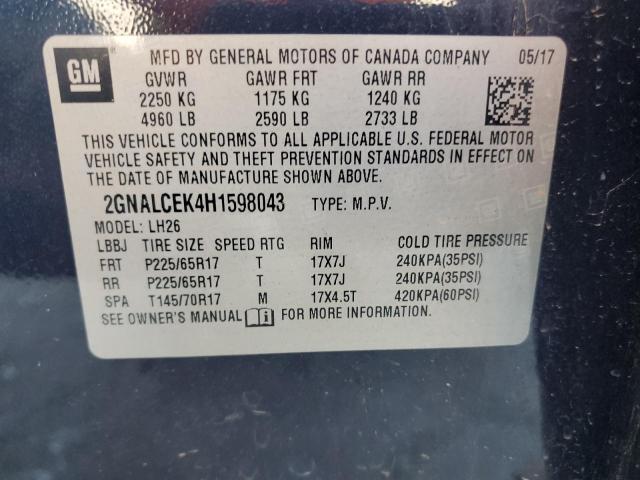 GM
MFD BY GENERAL MOTORS OF CANADA COMPANY 05/17
GVWR GAWR FRT GAWR RR
2250 KG 1175 KG 1240 KG
4960 LB 2590 LB 2733 LB
THIS VEHICLE CONFORMS TO ALL APPLICABLE U.S. FEDERAL MOTOR
VEHICLE SAFETY AND THEFT PREVENTION STANDARDS IN EFFECT ON
THE DATE OF MANUFACTURE SHOWN ABOVE.
2GNALCEK4H1598043 TYPE: M.P.V.
MODEL: LH26
LBBJ TIRE SIZE SPEED RTG RIM COLD TIRE PRESSURE
FRT P225/65R17 T 17X7J 240KPA(35PSI)
RR P225/65R17 T 17X7J 240KPA(35PSI)
SPA T145/70R17 M 17X4.5T 420KPA(60PSI)
SEE OWNER'S MANUAL FOR MORE INFORMATION.